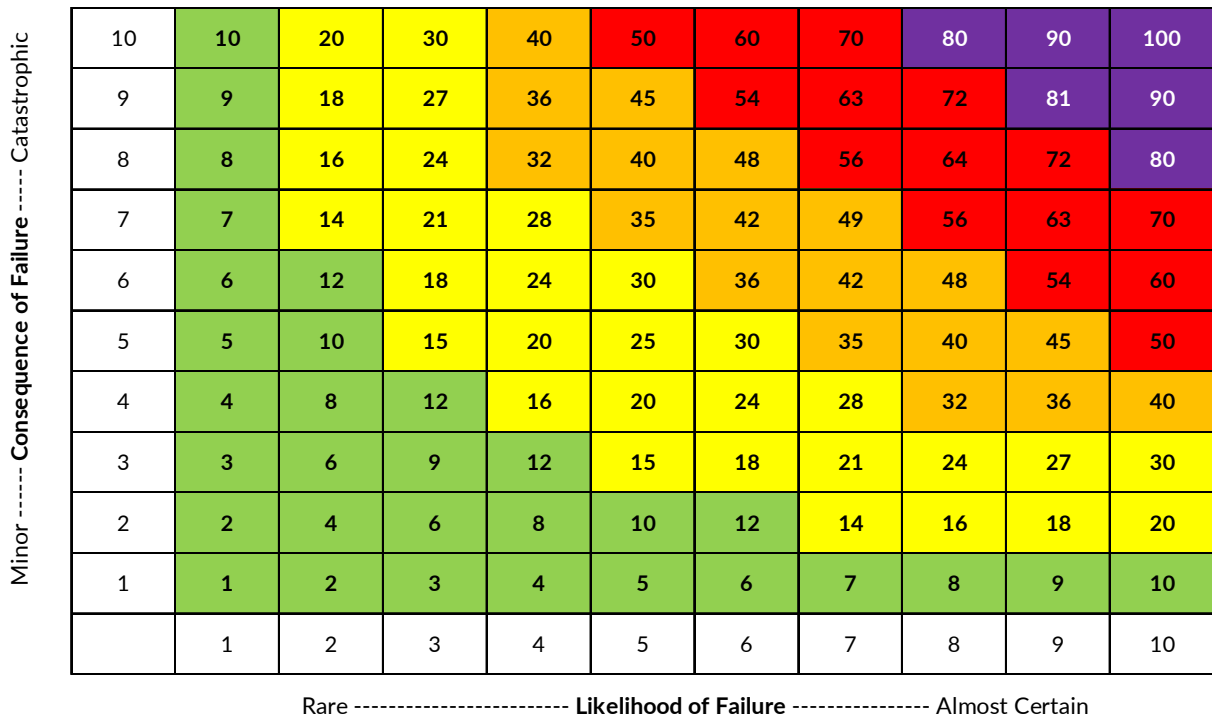 Minor ------ Consequence of Failure ----- Catastrophic
10 10 20 30 40 50 60 70 80 90 100
9 9 18 27 36 45 54 63 72 81 90
8 8 16 24 32 40 48 56 64 72 80
7 7 14 21 28 35 42 49 56 63 70
6 6 12 18 24 30 36 42 48 54 60
5 5 10 15 20 25 30 35 40 45 50
4 4 8 12 16 20 24 28 32 36 40
3 3 6 9 12 15 18 21 24 27 30
2 2 4 6 8 10 12 14 16 18 20
1 1 2 3 4 5 6 7 8 9 10
1 2 3 4 5 6 7 8 9 10
Rare ------------------------- Likelihood of Failure ---------------- Almost Certain